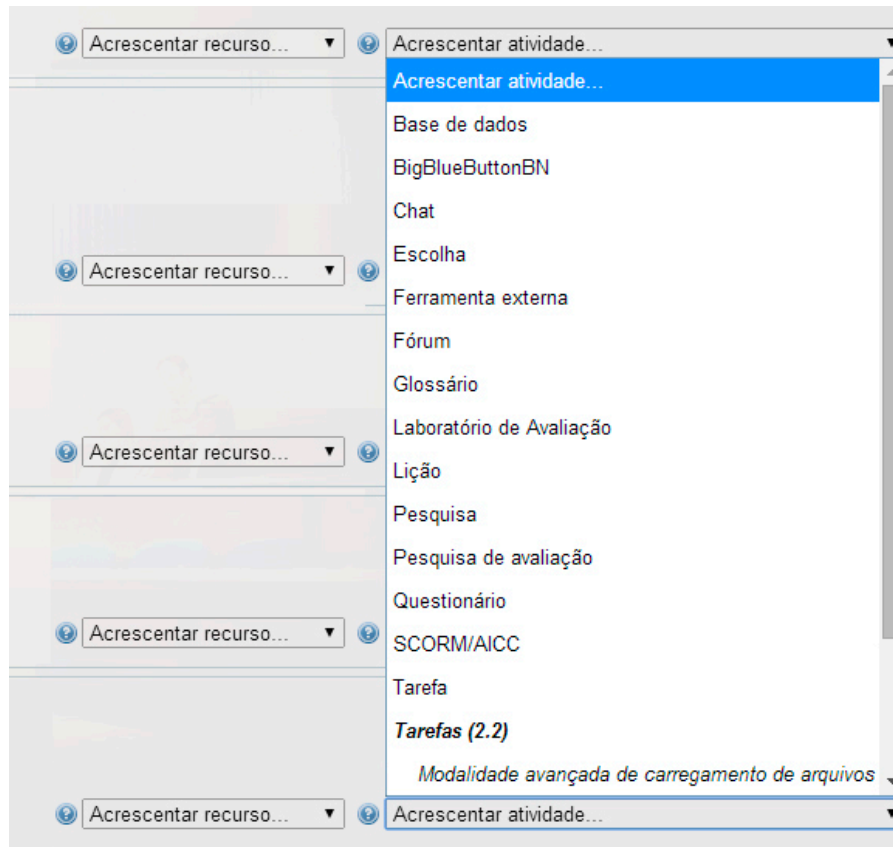 Acrescentar recurso... Acrescentar atividade...
Acrescentar atividade...
Base de dados
BigBlueButtonBN
Chat
Escolha
Acrescentar recurso...
Ferramenta externa
Fórum
Glossário
Laboratório de Avaliação
Acrescentar recurso...
Lição
Pesquisa
Pesquisa de avaliação
Questionário
Acrescentar recurso...
SCORM/AICC
Tarefa
Tarefas (2.2)
Modalidade avançada de carregamento de arquivos
Acrescentar recurso... Acrescentar atividade...